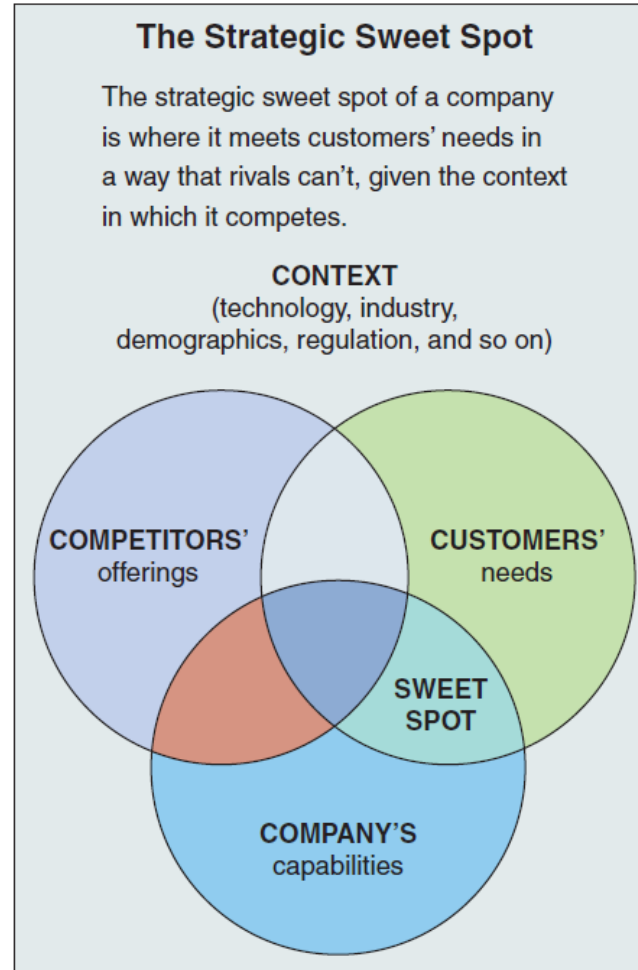 The Strategic Sweet Spot
The strategic sweet spot of a company
is where it meets customers’ needs in
a way that rivals can’t, given the context
in which it competes.
CONTEXT
(technology, industry,
demographics, regulation, and so on)
COMPETITORS’
offerings
CUSTOMERS’
needs
SWEET
SPOT
COMPANY’S
capabilities